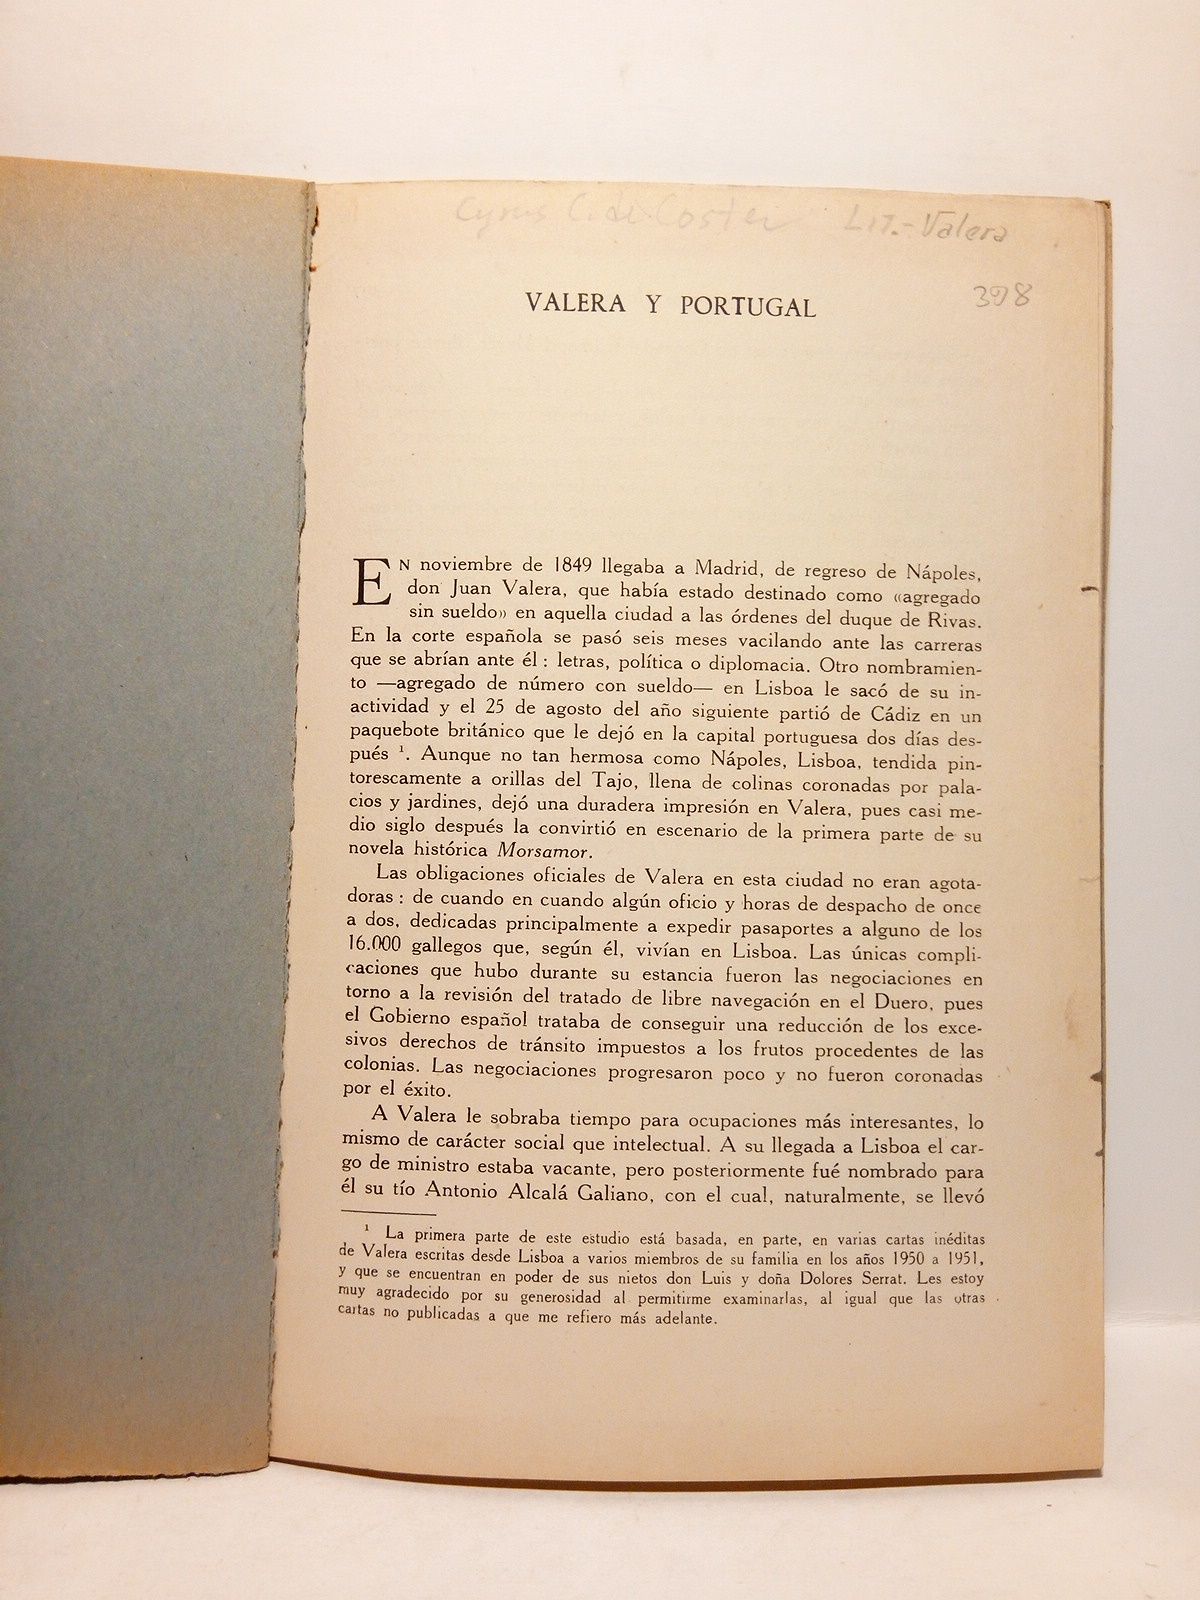 Cyrus C. de Coster Lit.-Valera
398
VALERA Y PORTUGAL
EN noviembre de 1849 llegaba a Madrid, de regreso de Nápoles,
don Juan Valera, que había estado destinado como «agregado
sin sueldo» en aquella ciudad a las órdenes del duque de Rivas.
En la corte española se pasó seis meses vacilando ante las carreras
que se abrían ante él : letras, política o diplomacia. Otro nombramien-
to —agregado de número con sueldo— en Lisboa le sacó de su in-
actividad y el 25 de agosto del año siguiente partió de Cádiz en un
paquebote británico que le dejó en la capital portuguesa dos días des-
pués ¹. Aunque no tan hermosa como Nápoles, Lisboa, tendida pin-
torescamente a orillas del Tajo, llena de colinas coronadas por pala-
cios y jardines, dejó una duradera impresión en Valera, pues casi me-
dio siglo después la convirtió en escenario de la primera parte de su
novela histórica Morsamor.
Las obligaciones oficiales de Valera en esta ciudad no eran agota-
doras : de cuando en cuando algún oficio y horas de despacho de once
a dos, dedicadas principalmente a expedir pasaportes a alguno de los
16.000 gallegos que, según él, vivían en Lisboa. Las únicas compli-
caciones que hubo durante su estancia fueron las negociaciones en
torno a la revisión del tratado de libre navegación en el Duero, pues
el Gobierno español trataba de conseguir una reducción de los exce-
sivos derechos de tránsito impuestos a los frutos procedentes de las
colonias. Las negociaciones progresaron poco y no fueron coronadas
por el éxito.
A Valera le sobraba tiempo para ocupaciones más interesantes, lo
mismo de carácter social que intelectual. A su llegada a Lisboa el car-
go de ministro estaba vacante, pero posteriormente fué nombrado para
él su tío Antonio Alcalá Galiano, con el cual, naturalmente, se llevó
¹ La primera parte de este estudio está basada, en parte, en varias cartas inéditas
de Valera escritas desde Lisboa a varios miembros de su familia en los años 1950 a 1951,
y que se encuentran en poder de sus nietos don Luis y doña Dolores Serrat. Les estoy
muy agradecido por su generosidad al permitirme examinarlas, al igual que las otras
cartas no publicadas a que me refiero más adelante.